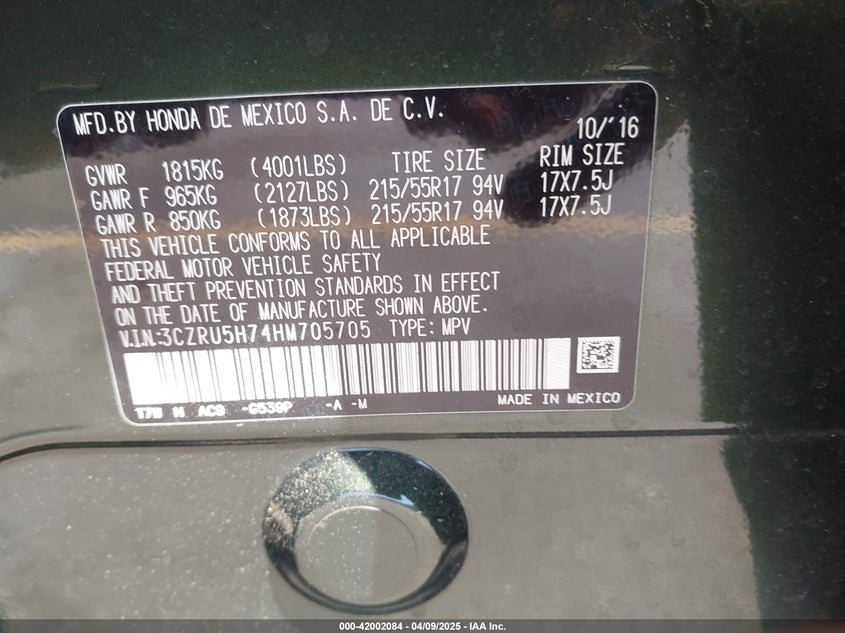 MFD.BY HONDA DE MEXICO S.A. DE C.V.
10/'16
GVWR 1815KG (4001LBS) TIRE SIZE RIM SIZE
GAWR F 965KG (2127LBS) 215/55R17 94V 17X7.5J
GAWR R 850KG (1873LBS) 215/55R17 94V 17X7.5J
THIS VEHICLE CONFORMS TO ALL APPLICABLE
FEDERAL MOTOR VEHICLE SAFETY
AND THEFT PREVENTION STANDARDS IN EFFECT
ON THE DATE OF MANUFACTURE SHOWN ABOVE.
V.I.N:3CZRU5H74HM705705 TYPE: MPV
H -A -M MADE IN MEXICO
000-42002084 | 04/09/2025 - IAA Inc.